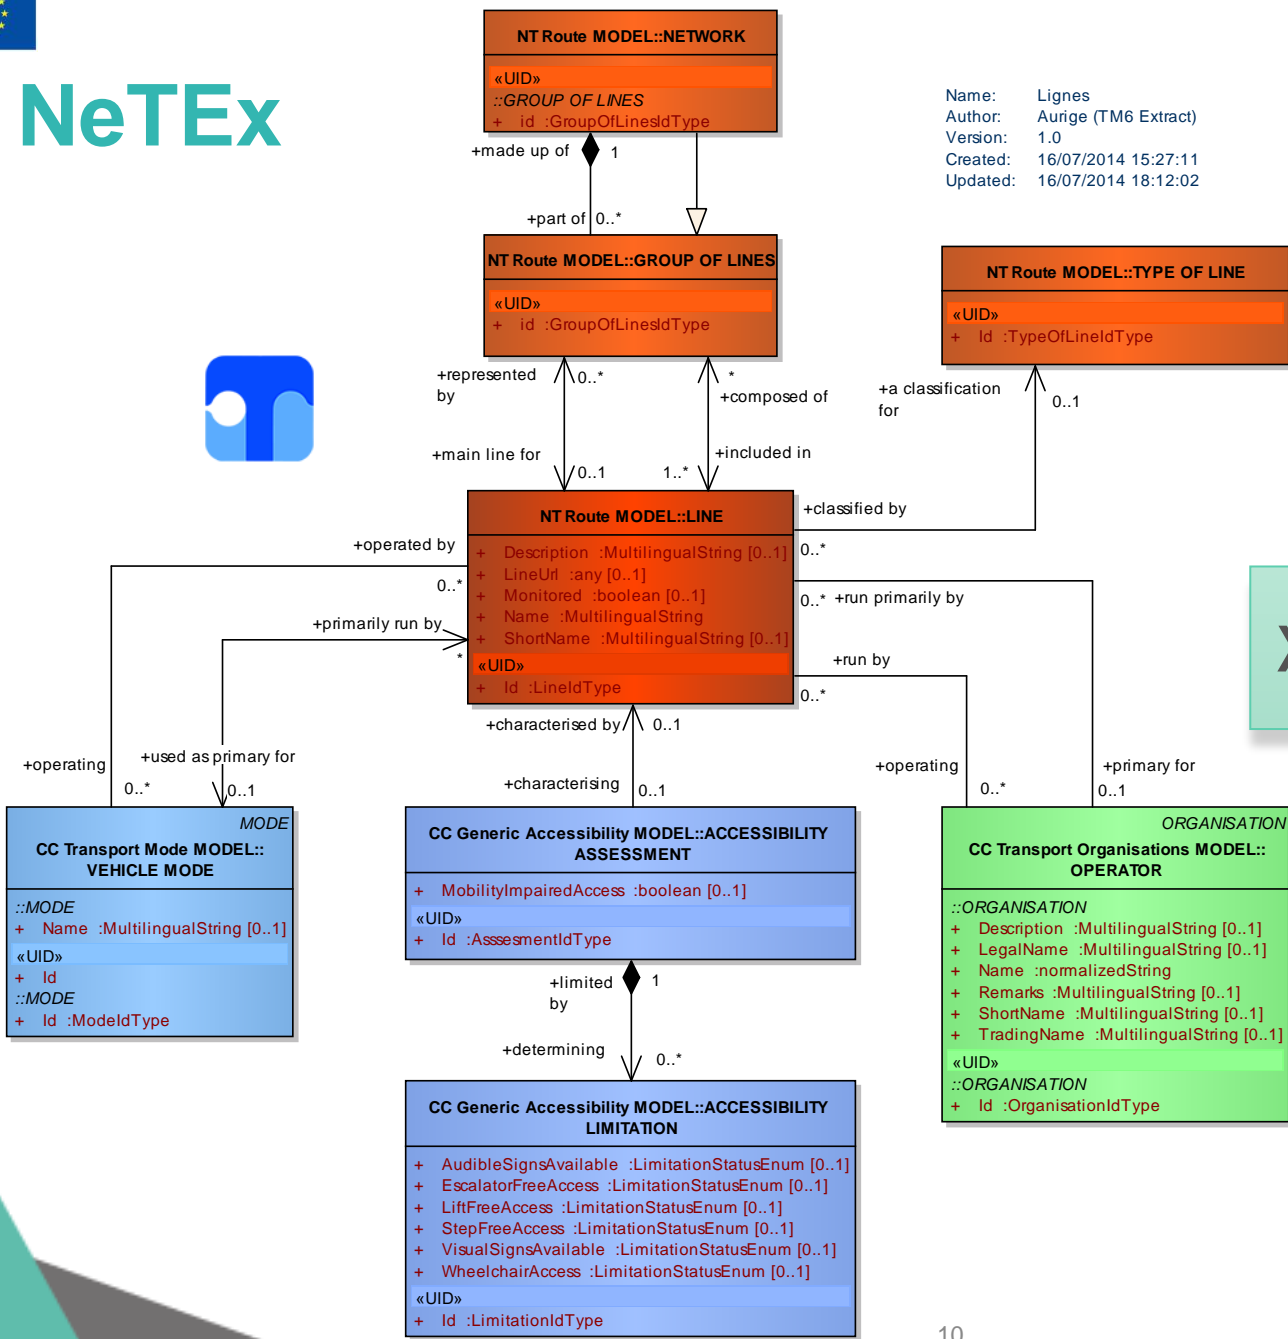 NeTEx
Name: Lignes
Author: Aurige (TM6 Extract)
Version: 1.0
Created: 16/07/2014 15:27:11
Updated: 16/07/2014 18:12:02
NT Route MODEL::NETWORK
«UID»
::GROUP OF LINES
+ id :GroupOfLinesIdType
+made up of 1
+part of 0..*
NT Route MODEL::GROUP OF LINES
«UID»
+ id :GroupOfLinesIdType
NT Route MODEL::TYPE OF LINE
«UID»
+ Id :TypeOfLineIdType
+represented
by
0..*
*
+composed of
+a classification
for
0..1
+main line for
0..1
1..*
+included in
NT Route MODEL::LINE
+ Description :MultilingualString [0..1]
+ LineUrl :any [0..1]
+ Monitored :boolean [0..1]
+ Name :MultilingualString
+ ShortName :MultilingualString [0..1]
«UID»
+ Id :LineIdType
+classified by
0..*
+operated by
0..*
0..* +run primarily by
+primarily run by
*
+run by
0..*
+characterised by 0..1
+operating
0..*
+used as primary for
0..1
+characterising
0..1
+operating
0..*
+primary for
0..1
MODE
CC Transport Mode MODEL::
VEHICLE MODE
::MODE
+ Name :MultilingualString [0..1]
«UID»
+ Id
::MODE
+ Id :ModeIdType
CC Generic Accessibility MODEL::ACCESSIBILITY
ASSESSMENT
+ MobilityImpairedAccess :boolean [0..1]
«UID»
+ Id :AsssesmentIdType
ORGANISATION
CC Transport Organisations MODEL::
OPERATOR
::ORGANISATION
+ Description :MultilingualString [0..1]
+ LegalName :MultilingualString [0..1]
+ Name :normalizedString
+ Remarks :MultilingualString [0..1]
+ ShortName :MultilingualString [0..1]
+ TradingName :MultilingualString [0..1]
«UID»
::ORGANISATION
+ Id :OrganisationIdType
+limited
by
1
+determining
0..*
CC Generic Accessibility MODEL::ACCESSIBILITY
LIMITATION
+ AudibleSignsAvailable :LimitationStatusEnum [0..1]
+ EscalatorFreeAccess :LimitationStatusEnum [0..1]
+ LiftFreeAccess :LimitationStatusEnum [0..1]
+ StepFreeAccess :LimitationStatusEnum [0..1]
+ VisualSignsAvailable :LimitationStatusEnum [0..1]
+ WheelchairAccess :LimitationStatusEnum [0..1]
«UID»
+ Id :LimitationIdType
10